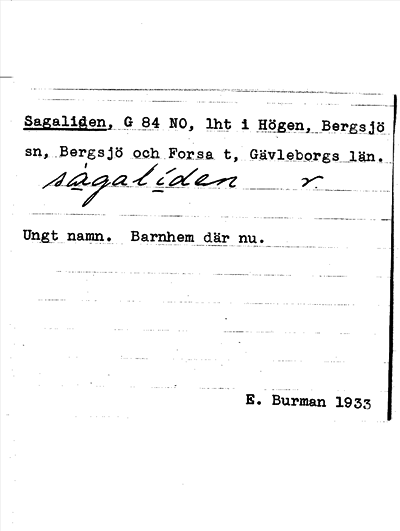 Sagaliden, G 84 NO, lht i Högen, Bergsjö
sn, Bergsjö och Forsa t, Gävleborgs län.
sàgalíden r.
Ungt namn. Barnhem där nu.
E. Burman 1933